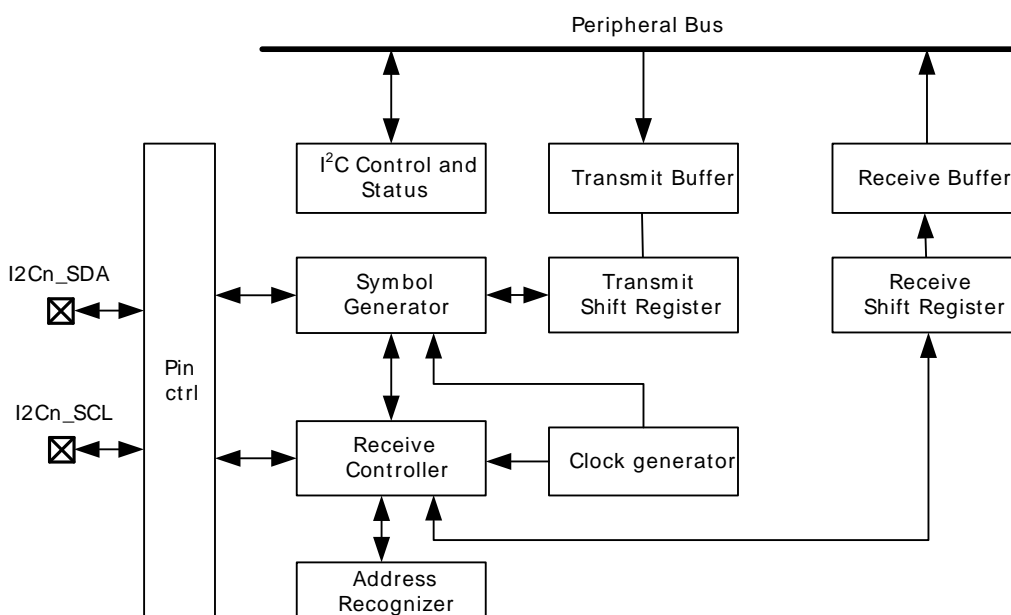 Peripheral Bus
I²C Control and
Status
Transmit Buffer
Receive Buffer
I2Cn_SDA
Symbol
Generator
Transmit
Shift Register
Receive
Shift Register
Pin
ctrl
I2Cn_SCL
Receive
Controller
Clock generator
Address
Recognizer